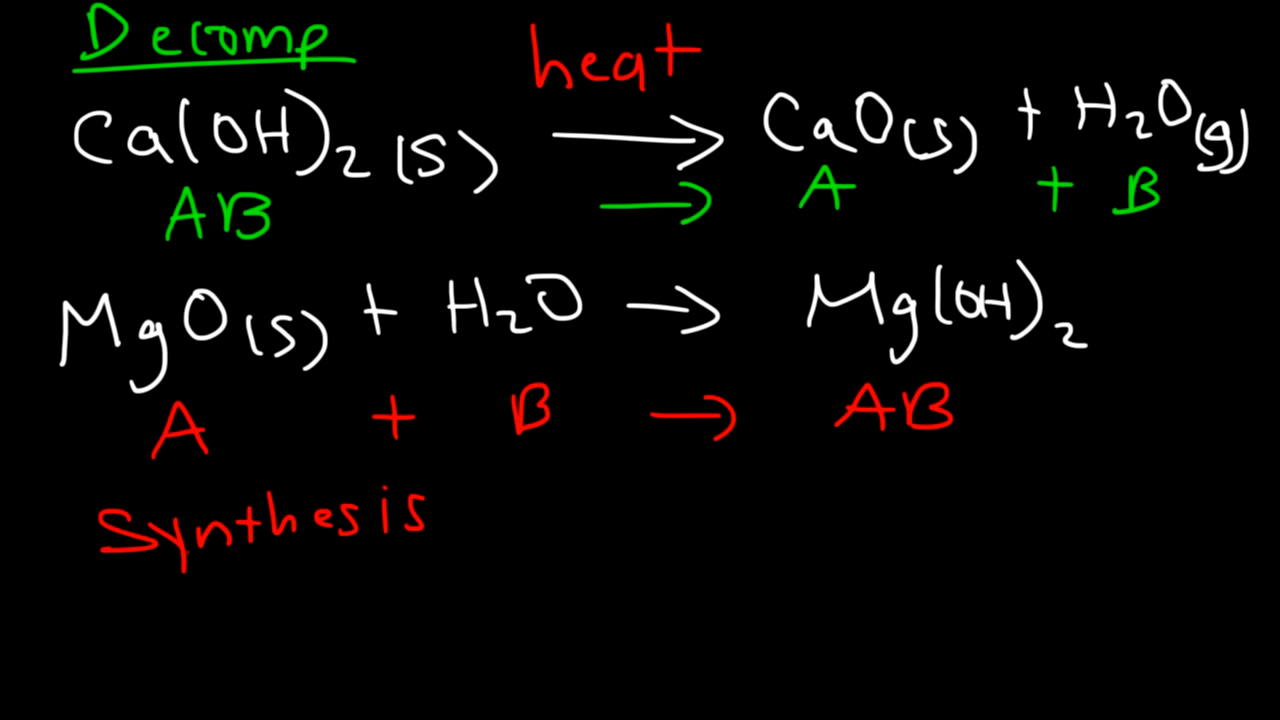 Decomp
heat
Ca(OH)₂(s) → CaO(s) + H₂O(g)
AB → A + B
MgO(s) + H₂O → Mg(OH)₂
A + B → AB
Synthesis